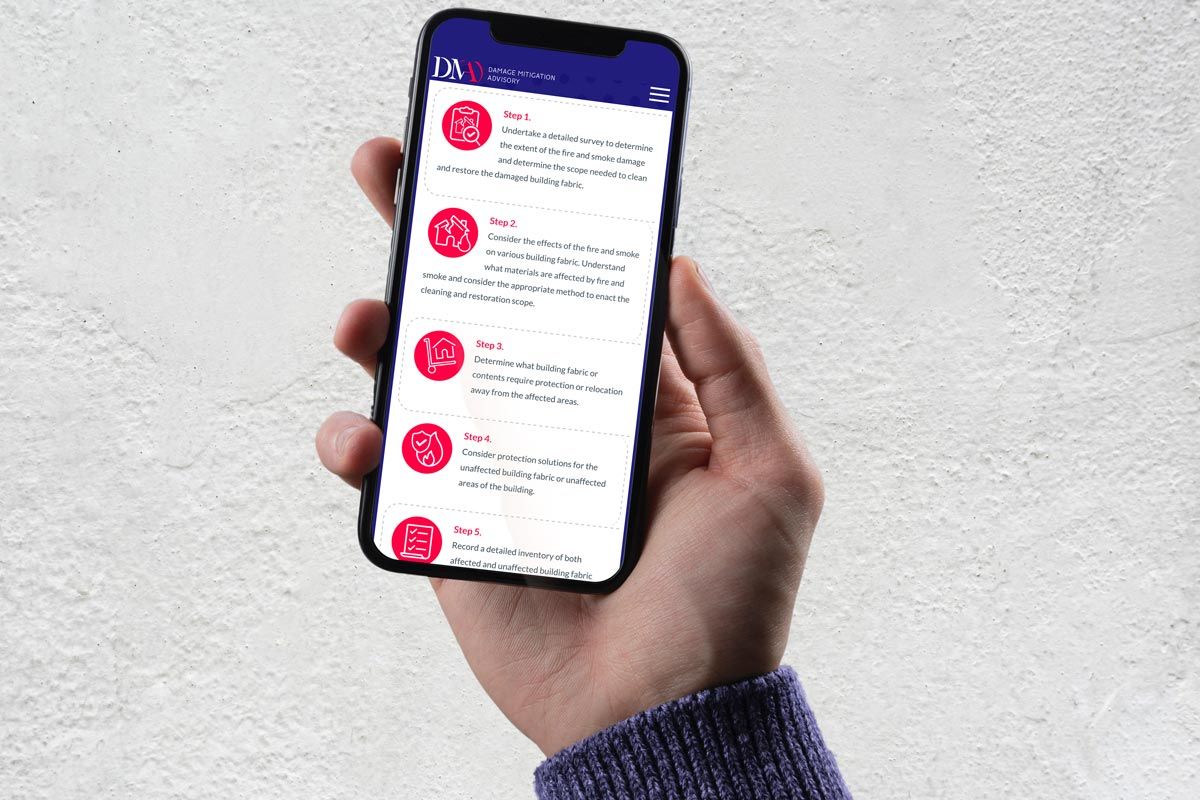 DMA DAMAGE MITIGATION
ADVISORY
Step 1.
Undertake a detailed survey to determine
the extent of the fire and smoke damage
and determine the scope needed to clean
and restore the damaged building fabric.
Step 2.
Consider the effects of the fire and smoke
on various building fabric. Understand
what materials are affected by fire and
smoke and consider the appropriate method to enact the
cleaning and restoration scope.
Step 3.
Determine what building fabric or
contents require protection or relocation
away from the affected areas.
Step 4.
Consider protection solutions for the
unaffected building fabric or unaffected
areas of the building.
Step 5.
Record a detailed inventory of both
affected and unaffected building fabric